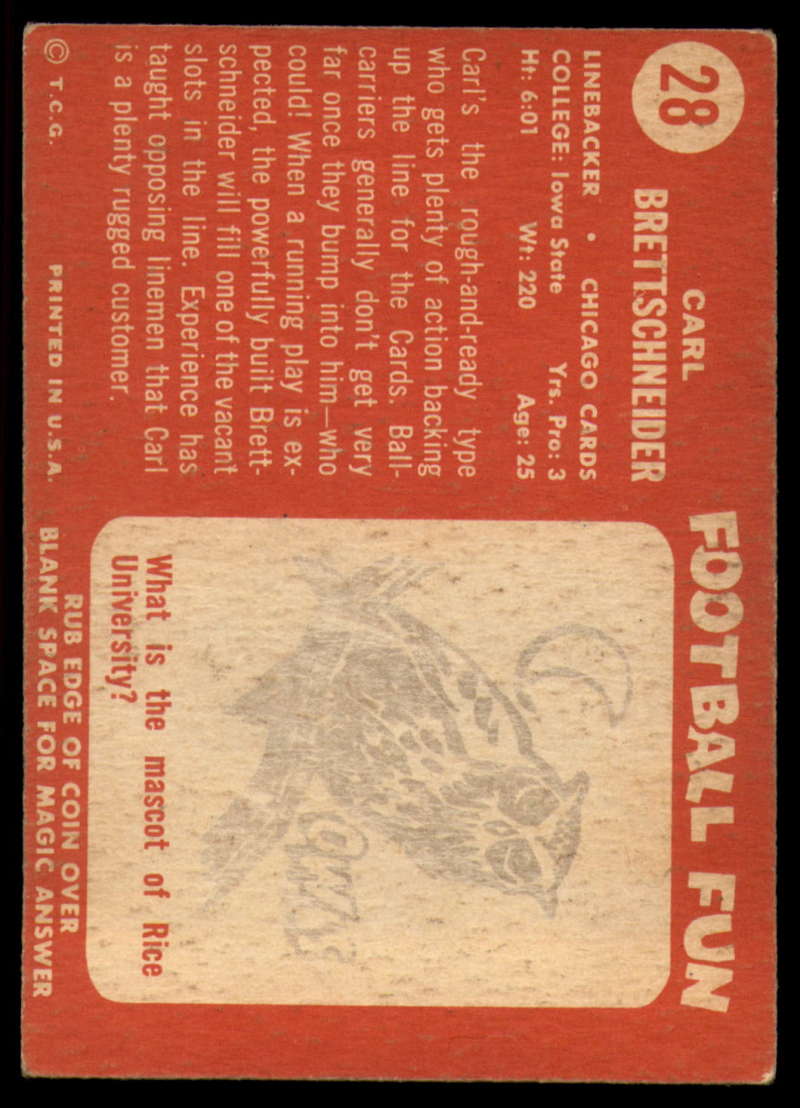 28
CARL
BRETTSCHNEIDER
LINEBACKER • CHICAGO CARDS
COLLEGE: Iowa State Yrs. Pro: 3
Ht: 6:01 Wt: 220 Age: 25
Carl's the rough-and-ready type
who gets plenty of action backing
up the line for the Cards. Ball-
carriers generally don't get very
far once they bump into him—who
could! When a running play is ex-
pected, the powerfully built Brett-
schneider will fill one of the vacant
slots in the line. Experience has
taught opposing linemen that Carl
is a plenty rugged customer.
© T.C.G. PRINTED IN U.S.A.
FOOTBALL FUN
OWLS
What is the mascot of Rice
University?
RUB EDGE OF COIN OVER
BLANK SPACE FOR MAGIC ANSWER